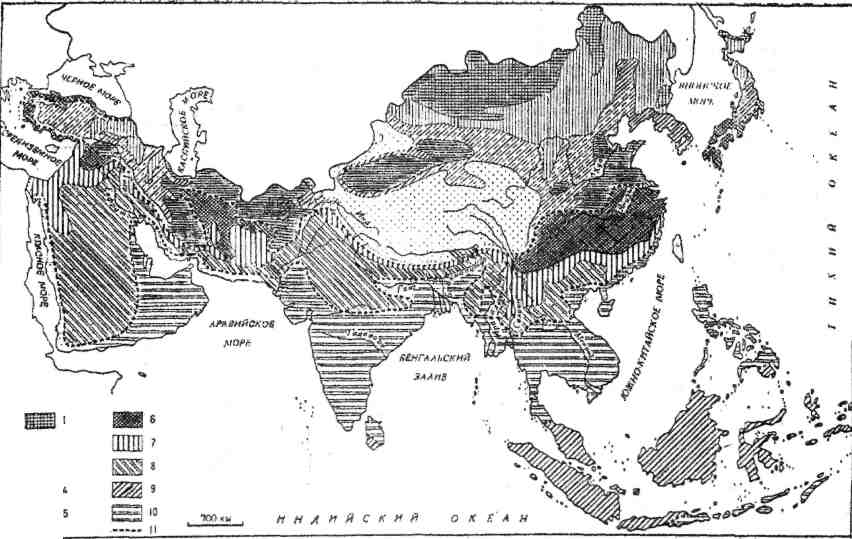 ЧЕРНОЕ МОРЕ
КАСПИЙСКОЕ МОРЕ
МОРЕ
КРАСНОЕ МОРЕ
АРАВИЙСКОЕ
МОРЕ
БЕНГАЛЬСКИЙ
ЗАЛИВ
ЮЖНО-КИТАЙСКОЕ МОРЕ
ЯПОНСКОЕ
МОРЕ
ТИХИЙ ОКЕАН
ИНДИЙСКИЙ ОКЕАН
700 км
1
4
5
6
7
8
9
10
11